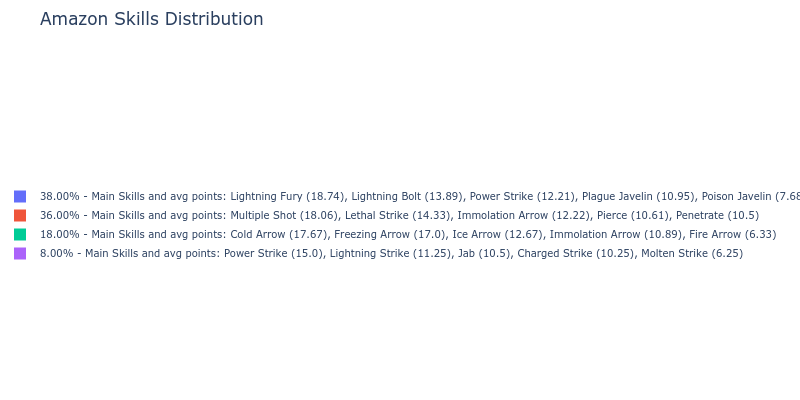 Amazon Skills Distribution
38.00% - Main Skills and avg points: Lightning Fury (18.74), Lightning Bolt (13.89), Power Strike (12.21), Plague Javelin (10.95), Poison Javelin (7.68
36.00% - Main Skills and avg points: Multiple Shot (18.06), Lethal Strike (14.33), Immolation Arrow (12.22), Pierce (10.61), Penetrate (10.5)
18.00% - Main Skills and avg points: Cold Arrow (17.67), Freezing Arrow (17.0), Ice Arrow (12.67), Immolation Arrow (10.89), Fire Arrow (6.33)
8.00% - Main Skills and avg points: Power Strike (15.0), Lightning Strike (11.25), Jab (10.5), Charged Strike (10.25), Molten Strike (6.25)